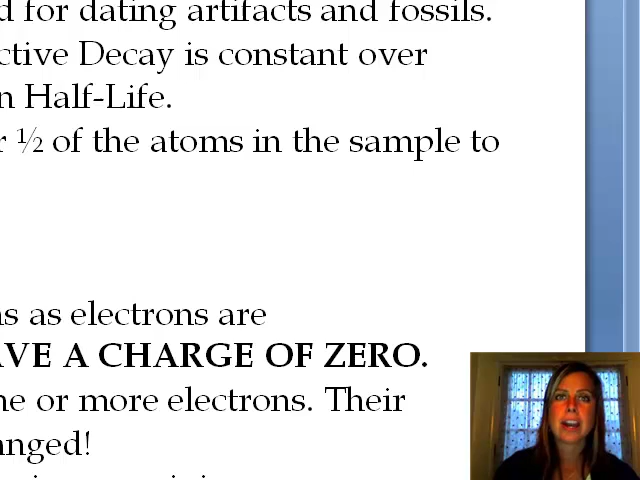 for dating artifacts and fossils.
ctive Decay is constant over
n Half-Life.
r ½ of the atoms in the sample to
ns as electrons are
AVE A CHARGE OF ZERO.
ne or more electrons. Their
anged!